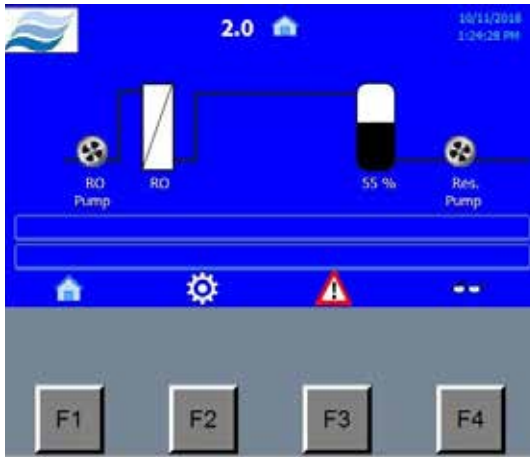 2.0
10/11/2018
1:24:28 PM
RO
Pump
RO
55 %
Res.
Pump
F1
F2
F3
F4